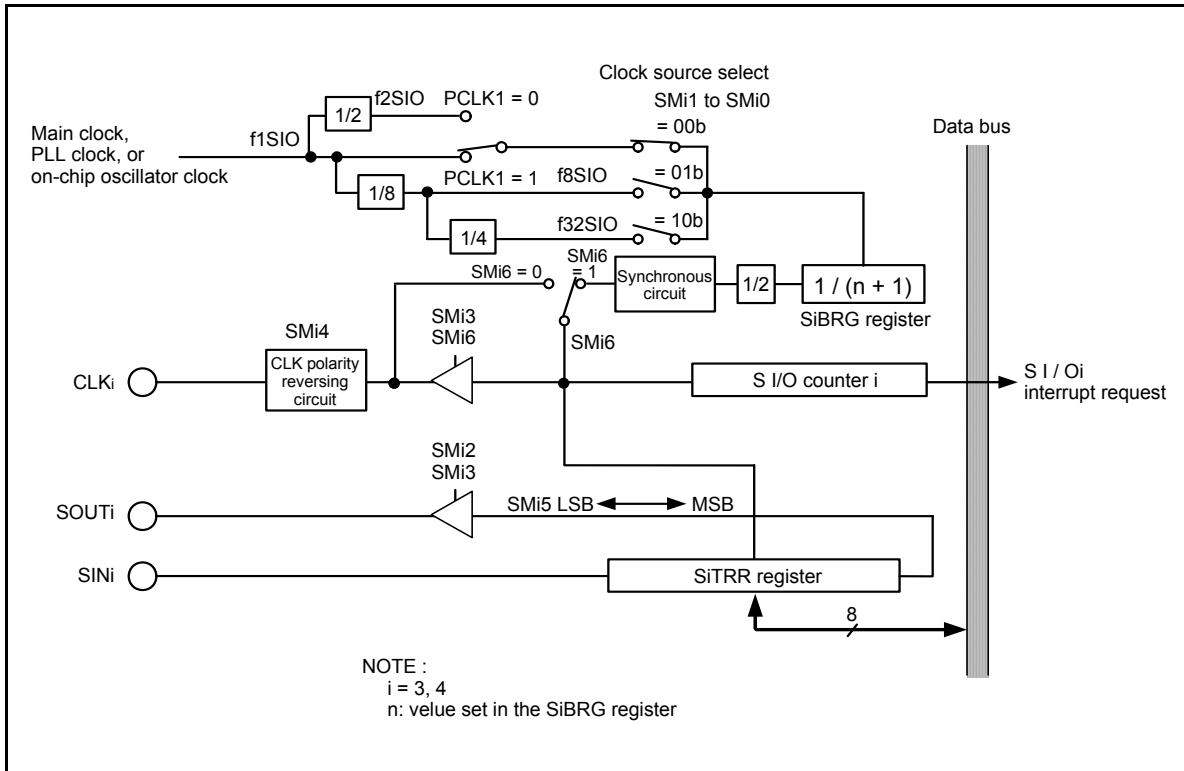 Clock source select
f2SIO PCLK1 = 0
SMi1 to SMi0
1/2
= 00b
Data bus
Main clock,
PLL clock, or
on-chip oscillator clock
f1SIO
PCLK1 = 1
f8SIO
= 01b
1/8
f32SIO
= 10b
1/4
SMi6 = 0
SMi6
= 1
Synchronous
circuit
1/2
1 / (n + 1)
SiBRG register
SMi4
SMi3
SMi6
SMi6
CLKi
CLK polarity
reversing
circuit
S I/O counter i
S I / Oi
interrupt request
SMi2
SMi3
SOUTi
SMi5 LSB
MSB
SINi
SiTRR register
8
NOTE :
i = 3, 4
n: velue set in the SiBRG register